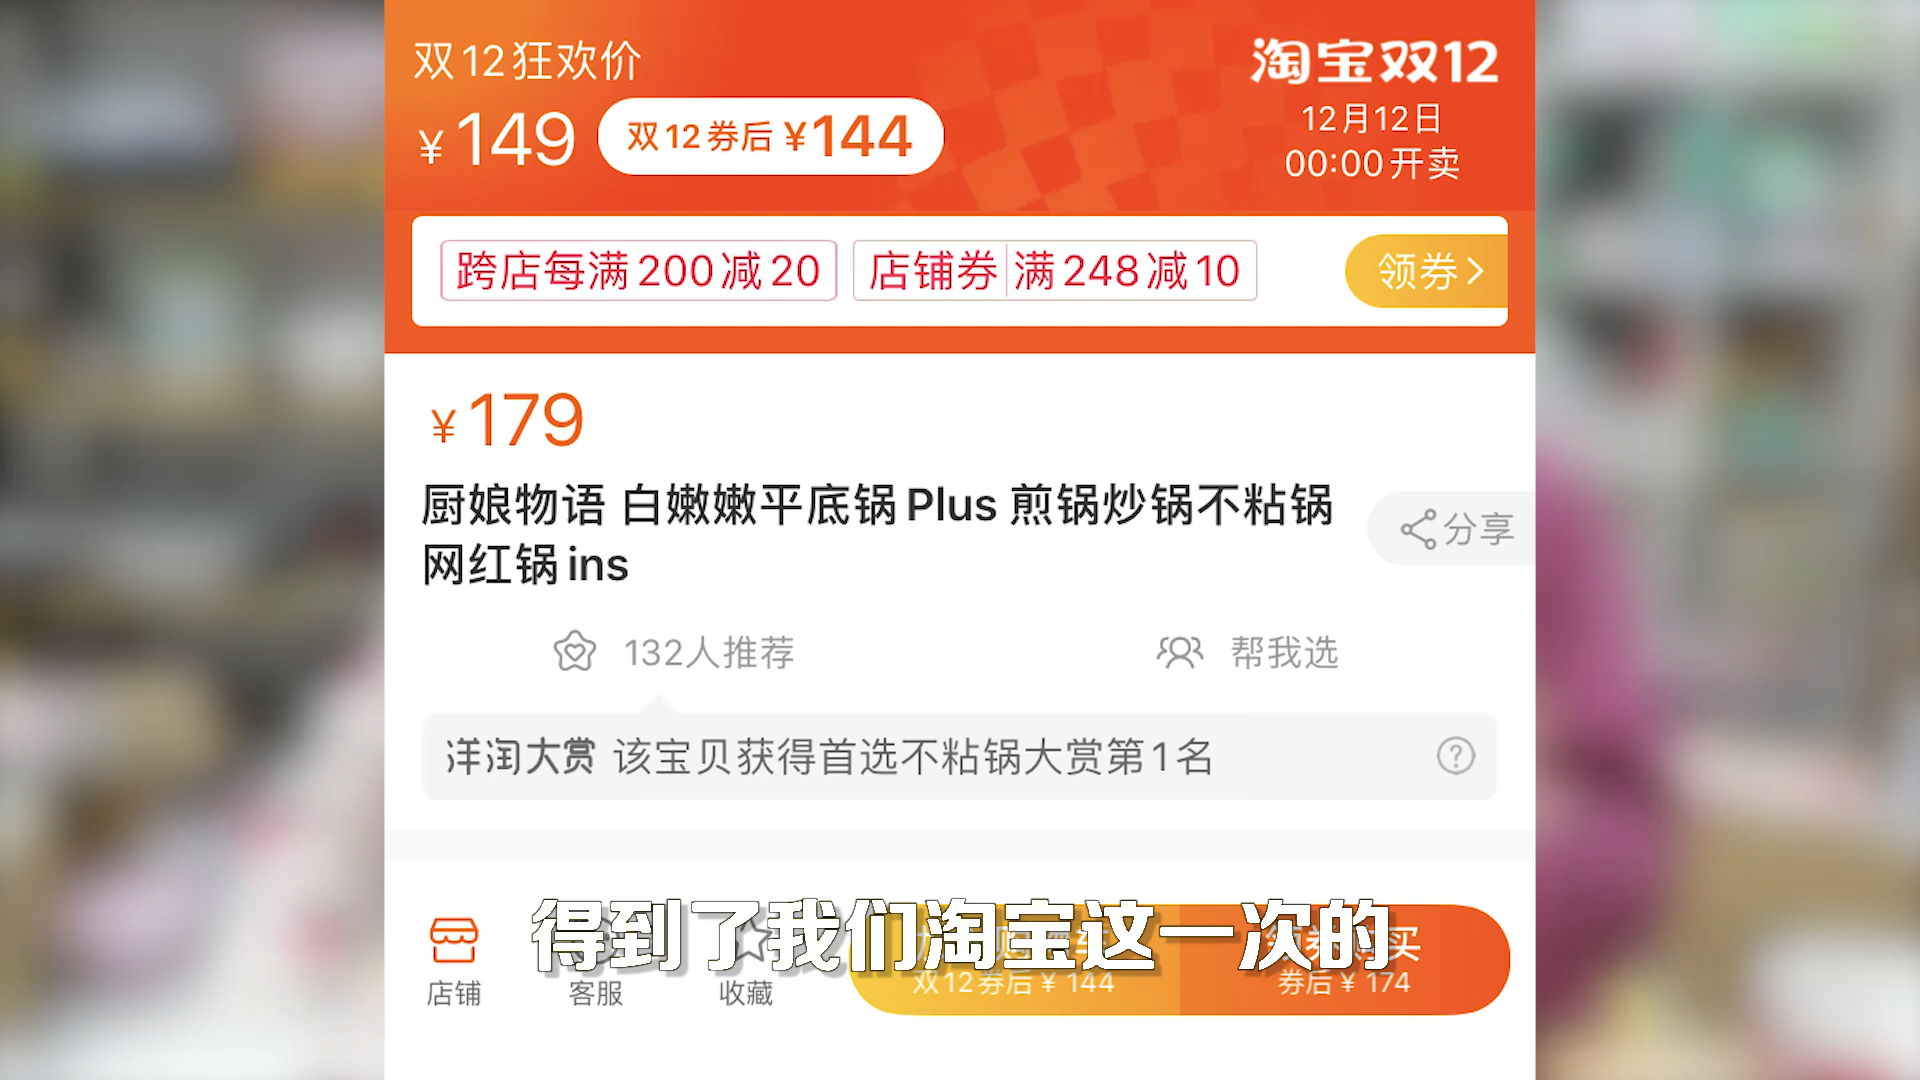 双12狂欢价
淘宝双12
¥149
双12券后¥144
12月12日
00:00开卖
跨店每满200减20
店铺券 满248减10
领券
¥179
厨娘物语 白嫩嫩平底锅Plus 煎锅炒锅不粘锅
网红锅ins
分享
132人推荐
帮我选
洋淘大赏 该宝贝获得首选不粘锅大赏第1名
得到了我们淘宝这一次的
店铺
客服
收藏
双12券后¥144
券后¥174